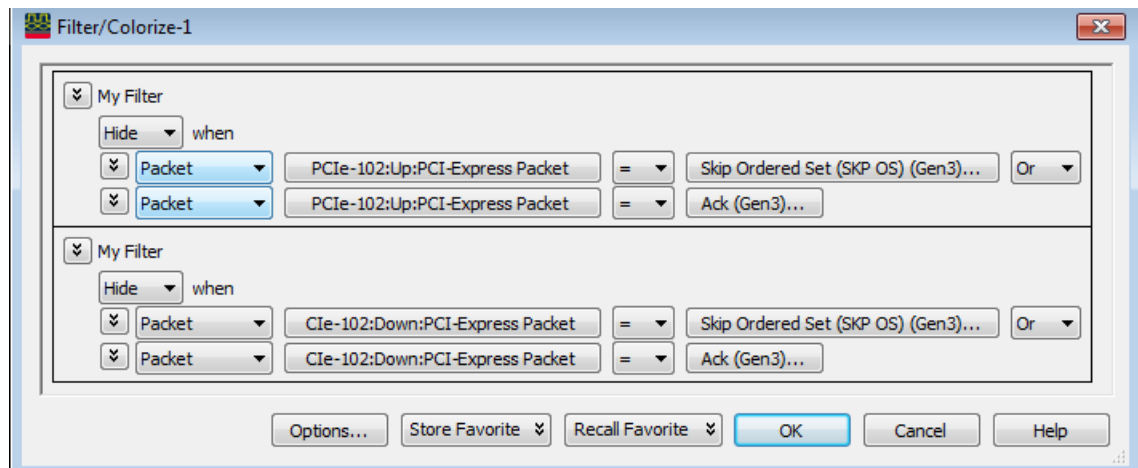 Filter/Colorize-1
My Filter
Hide when
Packet PCIe-102:Up:PCI-Express Packet = Skip Ordered Set (SKP OS) (Gen3)... Or
Packet PCIe-102:Up:PCI-Express Packet = Ack (Gen3)...
My Filter
Hide when
Packet CIe-102:Down:PCI-Express Packet = Skip Ordered Set (SKP OS) (Gen3)... Or
Packet CIe-102:Down:PCI-Express Packet = Ack (Gen3)...
Options... Store Favorite Recall Favorite OK Cancel Help